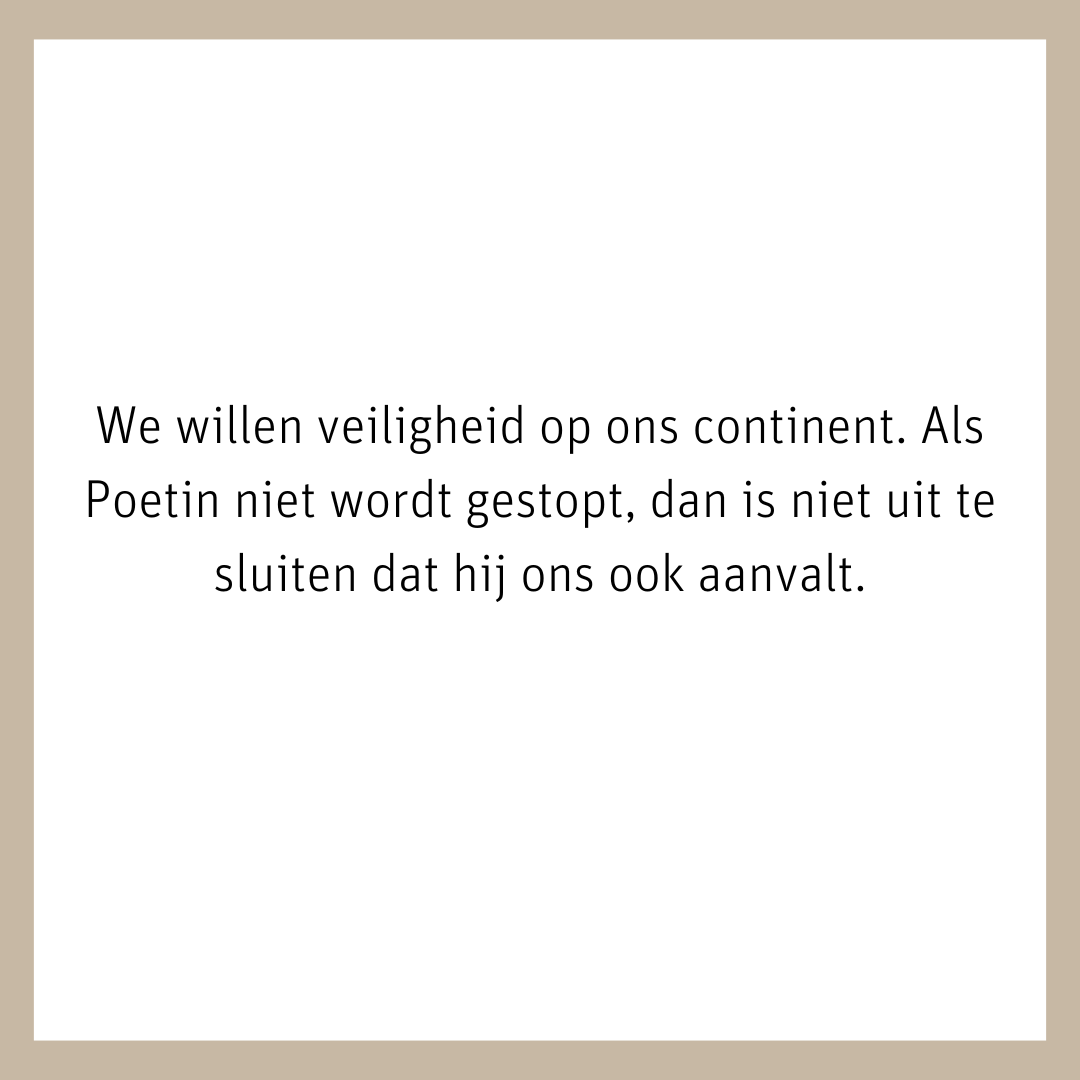 We willen veiligheid op ons continent. Als
Poetin niet wordt gestopt, dan is niet uit te
sluiten dat hij ons ook aanvalt.